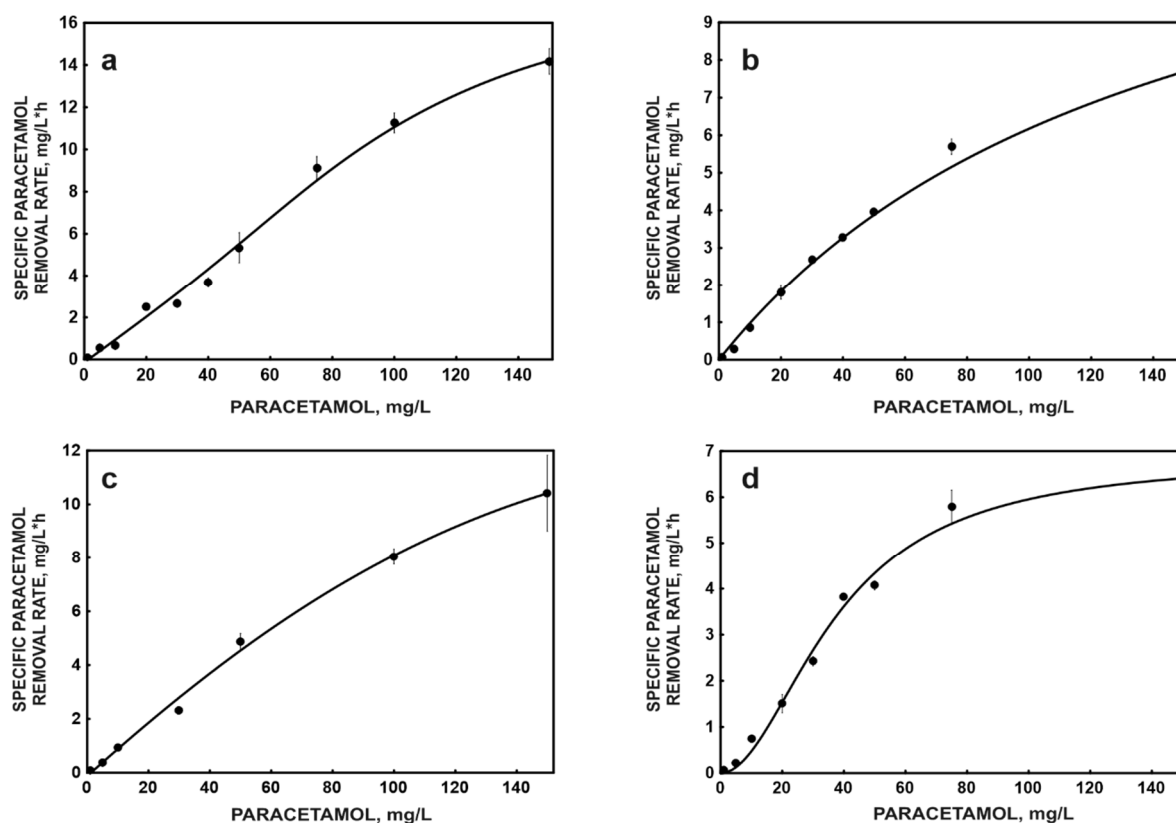 a
SPECIFIC PARACETAMOL
REMOVAL RATE, mg/L*h
16
14
12
10
8
6
4
2
0
0 20 40 60 80 100 120 140
PARACETAMOL, mg/L
b
SPECIFIC PARACETAMOL
REMOVAL RATE, mg/L*h
9
8
7
6
5
4
3
2
1
0
0 20 40 60 80 100 120 140
PARACETAMOL, mg/L
c
SPECIFIC PARACETAMOL
REMOVAL RATE, mg/L*h
12
10
8
6
4
2
0
0 20 40 60 80 100 120 140
PARACETAMOL, mg/L
d
SPECIFIC PARACETAMOL
REMOVAL RATE, mg/L*h
7
6
5
4
3
2
1
0
0 20 40 60 80 100 120 140
PARACETAMOL, mg/L